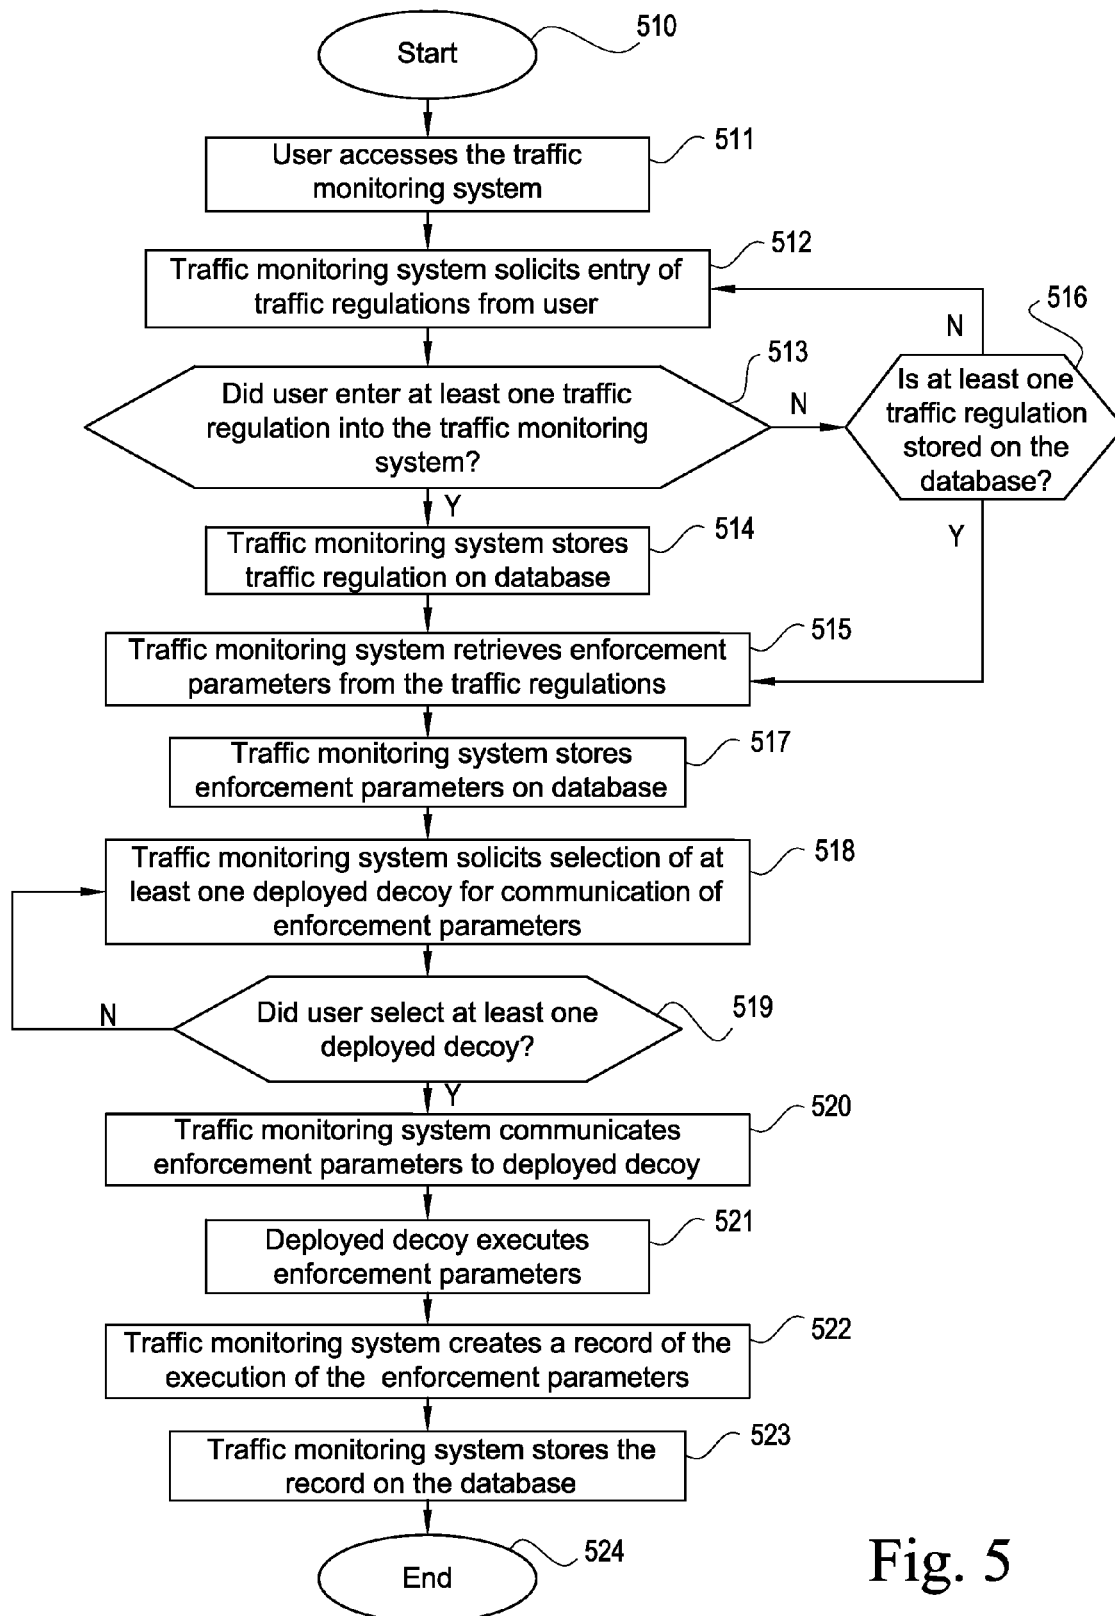 Start
510
User accesses the traffic
monitoring system
511
Traffic monitoring system solicits entry of
traffic regulations from user
512
Did user enter at least one traffic
regulation into the traffic monitoring
system?
513
N
Y
Is at least one
traffic regulation
stored on the
database?
516
N
Y
Traffic monitoring system stores
traffic regulation on database
514
Traffic monitoring system retrieves enforcement
parameters from the traffic regulations
515
Traffic monitoring system stores
enforcement parameters on database
517
Traffic monitoring system solicits selection of at
least one deployed decoy for communication of
enforcement parameters
518
Did user select at least one
deployed decoy?
519
N
Y
Traffic monitoring system communicates
enforcement parameters to deployed decoy
520
Deployed decoy executes
enforcement parameters
521
Traffic monitoring system creates a record of the
execution of the enforcement parameters
522
Traffic monitoring system stores the
record on the database
523
End
524
Fig. 5